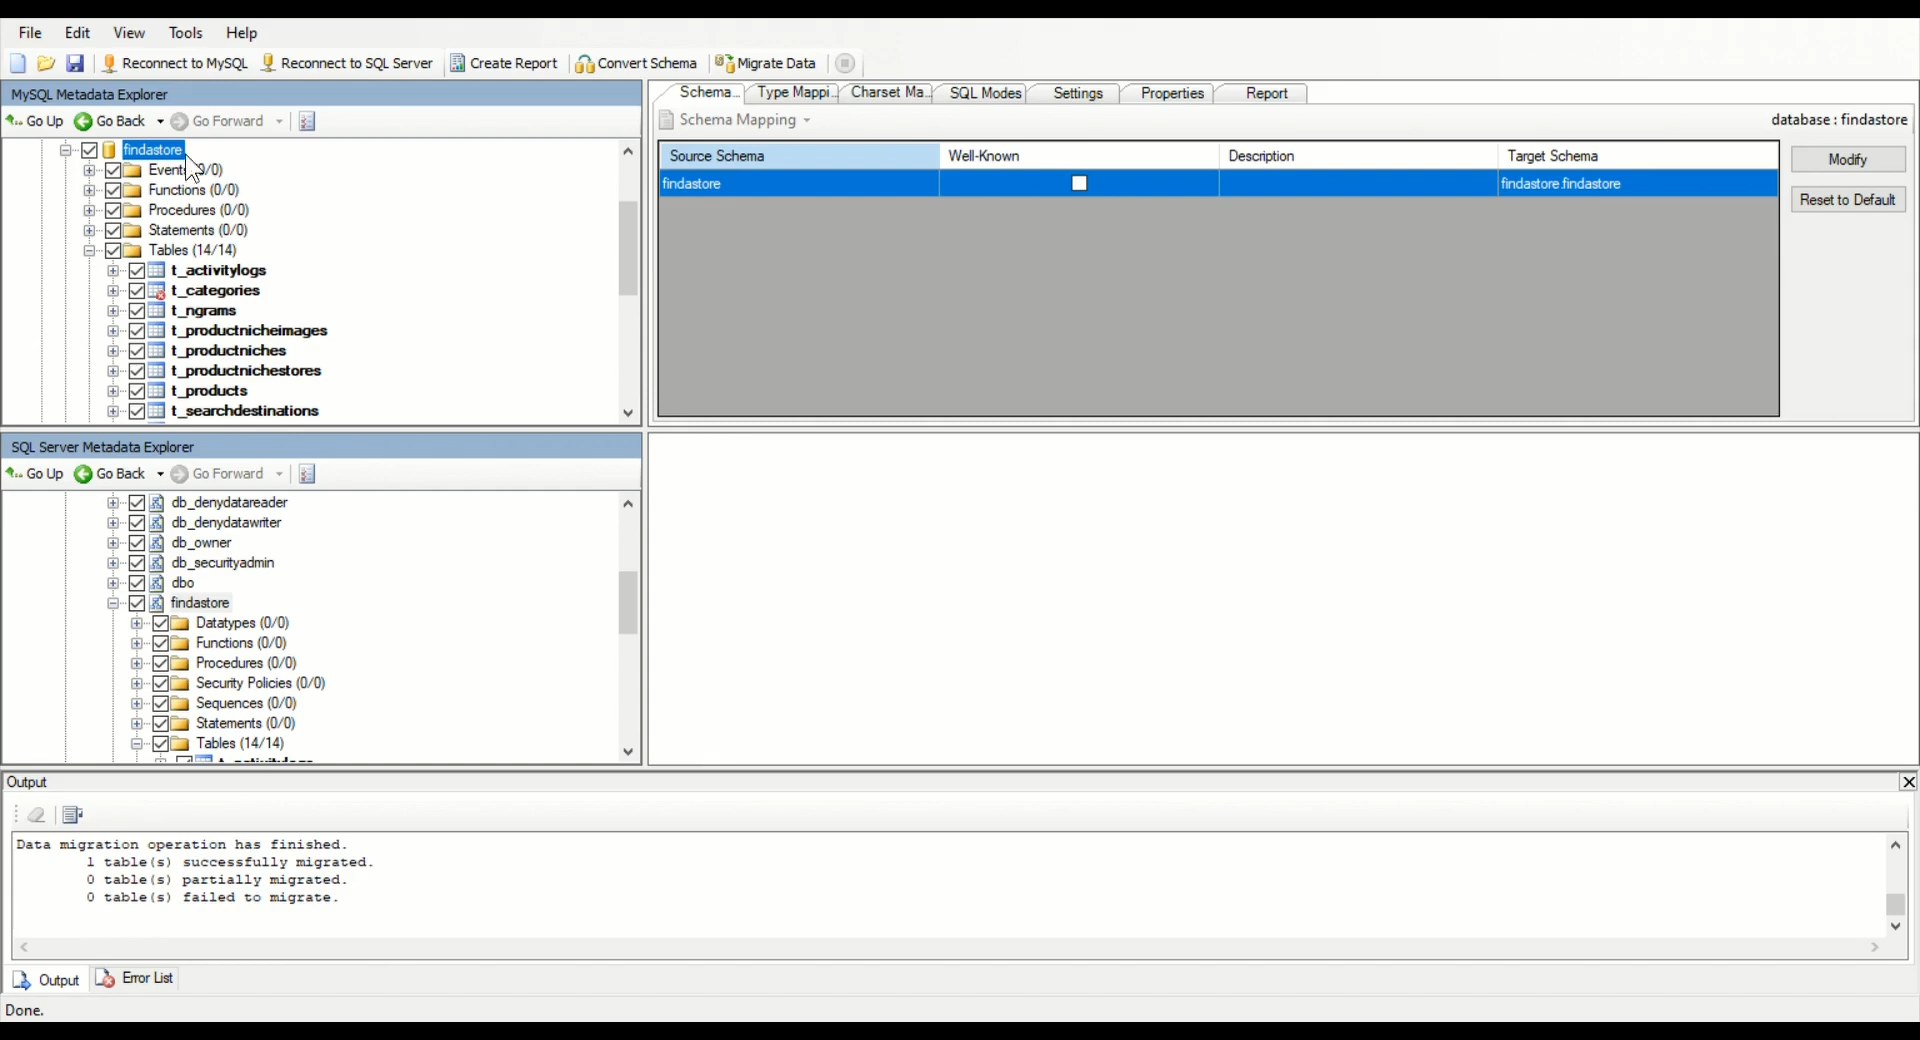 File Edit View Tools Help
Reconnect to MySQL Reconnect to SQL Server Create Report Convert Schema Migrate Data
MySQL Metadata Explorer
Go Up Go Back Go Forward
findastore
Events /0)
Functions (0/0)
Procedures (0/0)
Statements (0/0)
Tables (14/14)
t_activitylogs
t_categories
t_ngrams
t_productnicheimages
t_productniches
t_productnichestores
t_products
t_searchdestinations
Schema... Type Mappi... Charset Ma... SQL Modes Settings Properties Report
Schema Mapping database : findastore
Source Schema Well-Known Description Target Schema
findastore findastore.findastore
Modify
Reset to Default
SQL Server Metadata Explorer
Go Up Go Back Go Forward
db_denydatareader
db_denydatawriter
db_owner
db_securityadmin
dbo
findastore
Datatypes (0/0)
Functions (0/0)
Procedures (0/0)
Security Policies (0/0)
Sequences (0/0)
Statements (0/0)
Tables (14/14)
Output
Data migration operation has finished.
1 table(s) successfully migrated.
0 table(s) partially migrated.
0 table(s) failed to migrate.
Output Error List
Done.